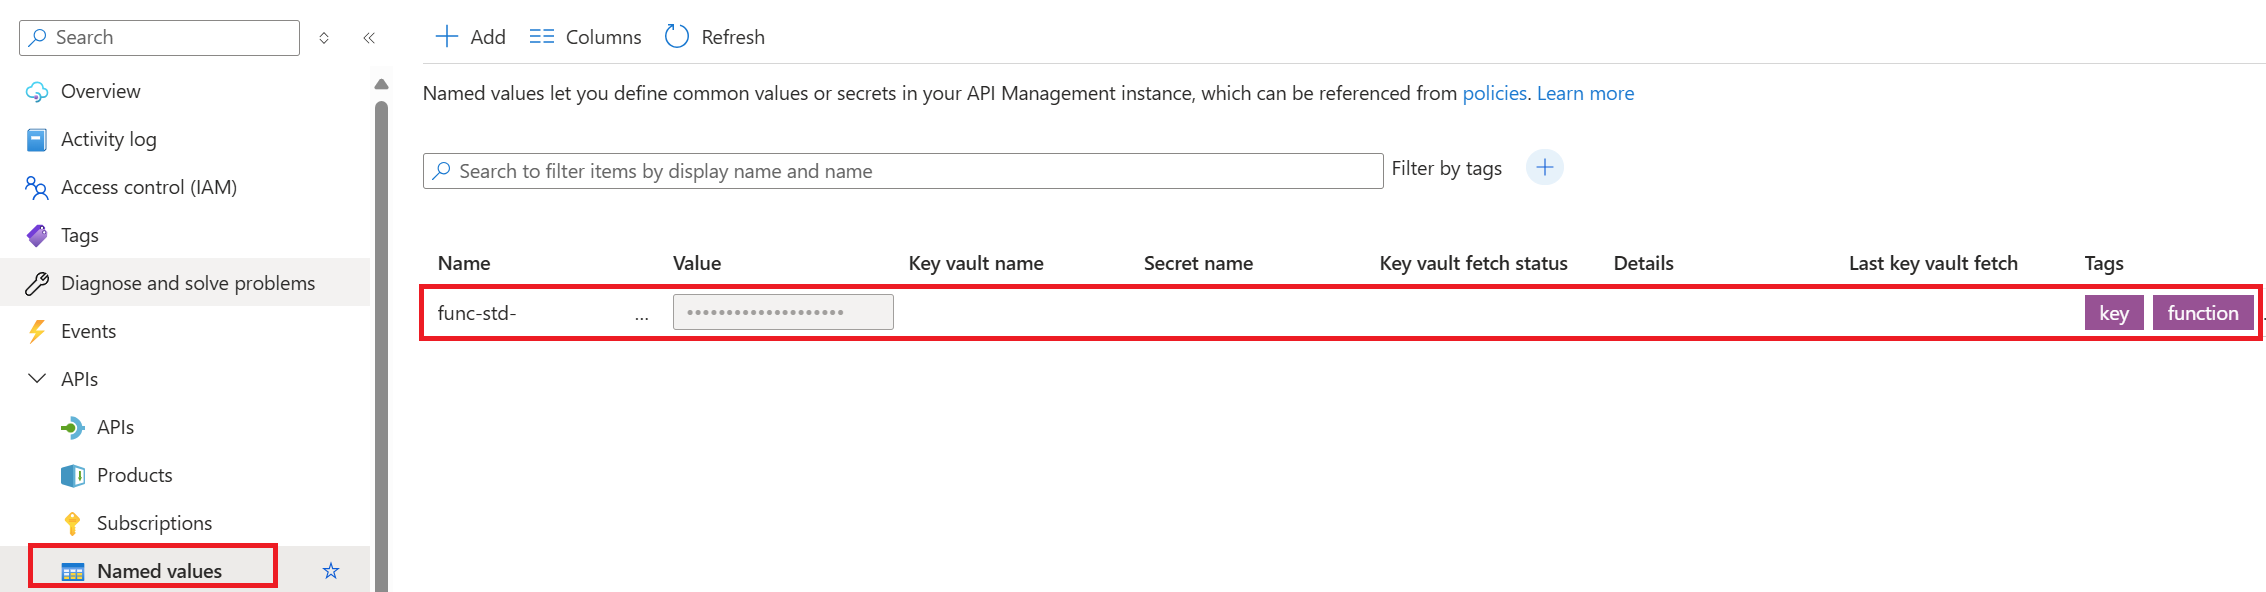 Search
Overview
Activity log
Access control (IAM)
Tags
Diagnose and solve problems
Events
APIs
APIs
Products
Subscriptions
Named values
Add Columns Refresh
Named values let you define common values or secrets in your API Management instance, which can be referenced from policies. Learn more
Search to filter items by display name and name Filter by tags
Name Value Key vault name Secret name Key vault fetch status Details Last key vault fetch Tags
func-std- ... •••••••••••••••••••• key function